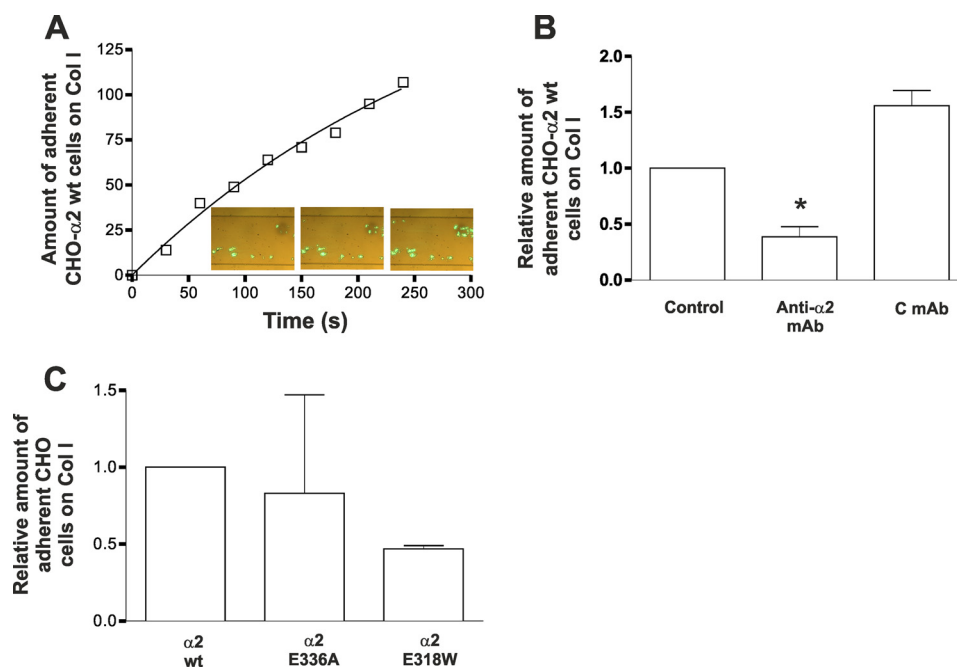 A
Amount of adherent
CHO-α2 wt cells on Col I
125
100
75
50
25
0
0 50 100 150 200 250 300
Time (s)
B
Relative amount of
adherent CHO-α2 wt
cells on Col I
2.0
1.5
1.0
0.5
0.0
*
Control
Anti-α2
mAb
C mAb
C
Relative amount of
adherent CHO
cells on Col I
1.5
1.0
0.5
0.0
α2
wt
α2
E336A
α2
E318W